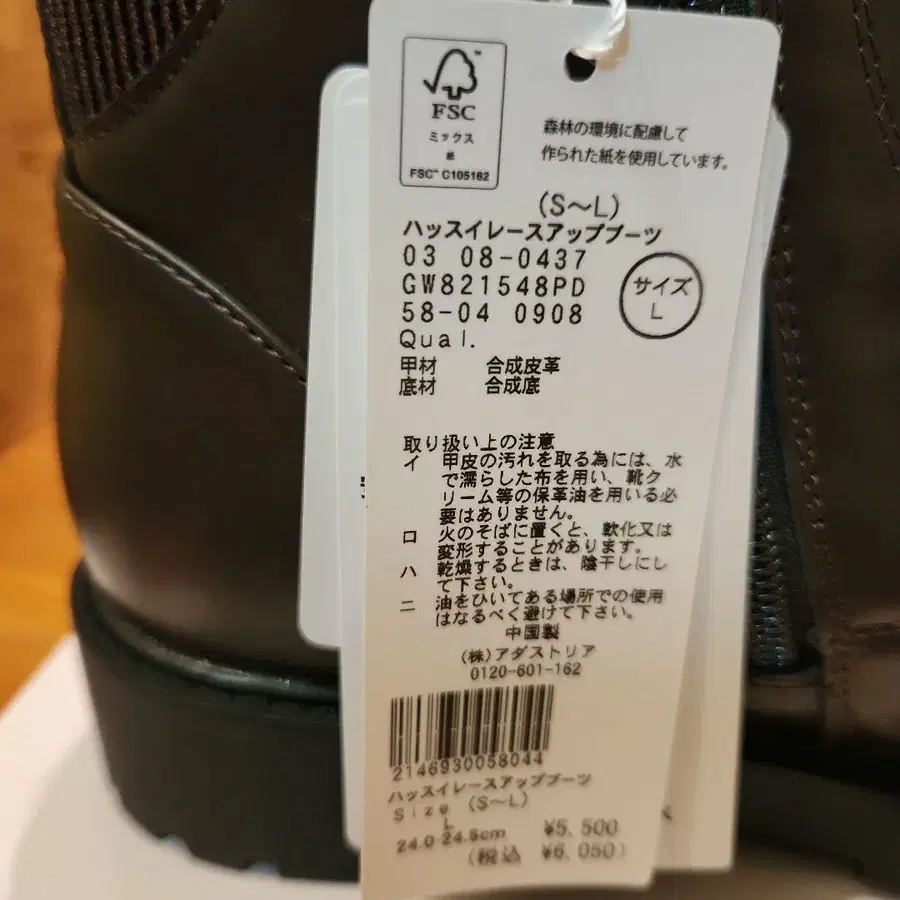 FSC™
ミックス
紙
FSC™ C105162
森林の環境に配慮して
作られた紙を使用しています。
(S〜L)
ハッスイレースアップブーツ
03 08-0437
GW821548PD
58-04 0908
サイズ
L
Qual.
甲材 合成皮革
底材 合成底
取り扱い上の注意
イ 甲皮の汚れを取る為には、水
で濡らした布を用い、靴ク
リーム等の保革油を用いる必
要はありません。
ロ 火のそばに置くと、軟化又は
変形することがあります。
ハ 乾燥するときは、陰干しにし
て下さい。
ニ 油をひいてある場所での使用
はなるべく避けて下さい。
中国製
(株)アダストリア
0120-601-162
2146930058044
ハッスイレースアップブーツ
Size (S〜L)
L
24.0-24.5cm ¥5,500
(税込 ¥6,050)